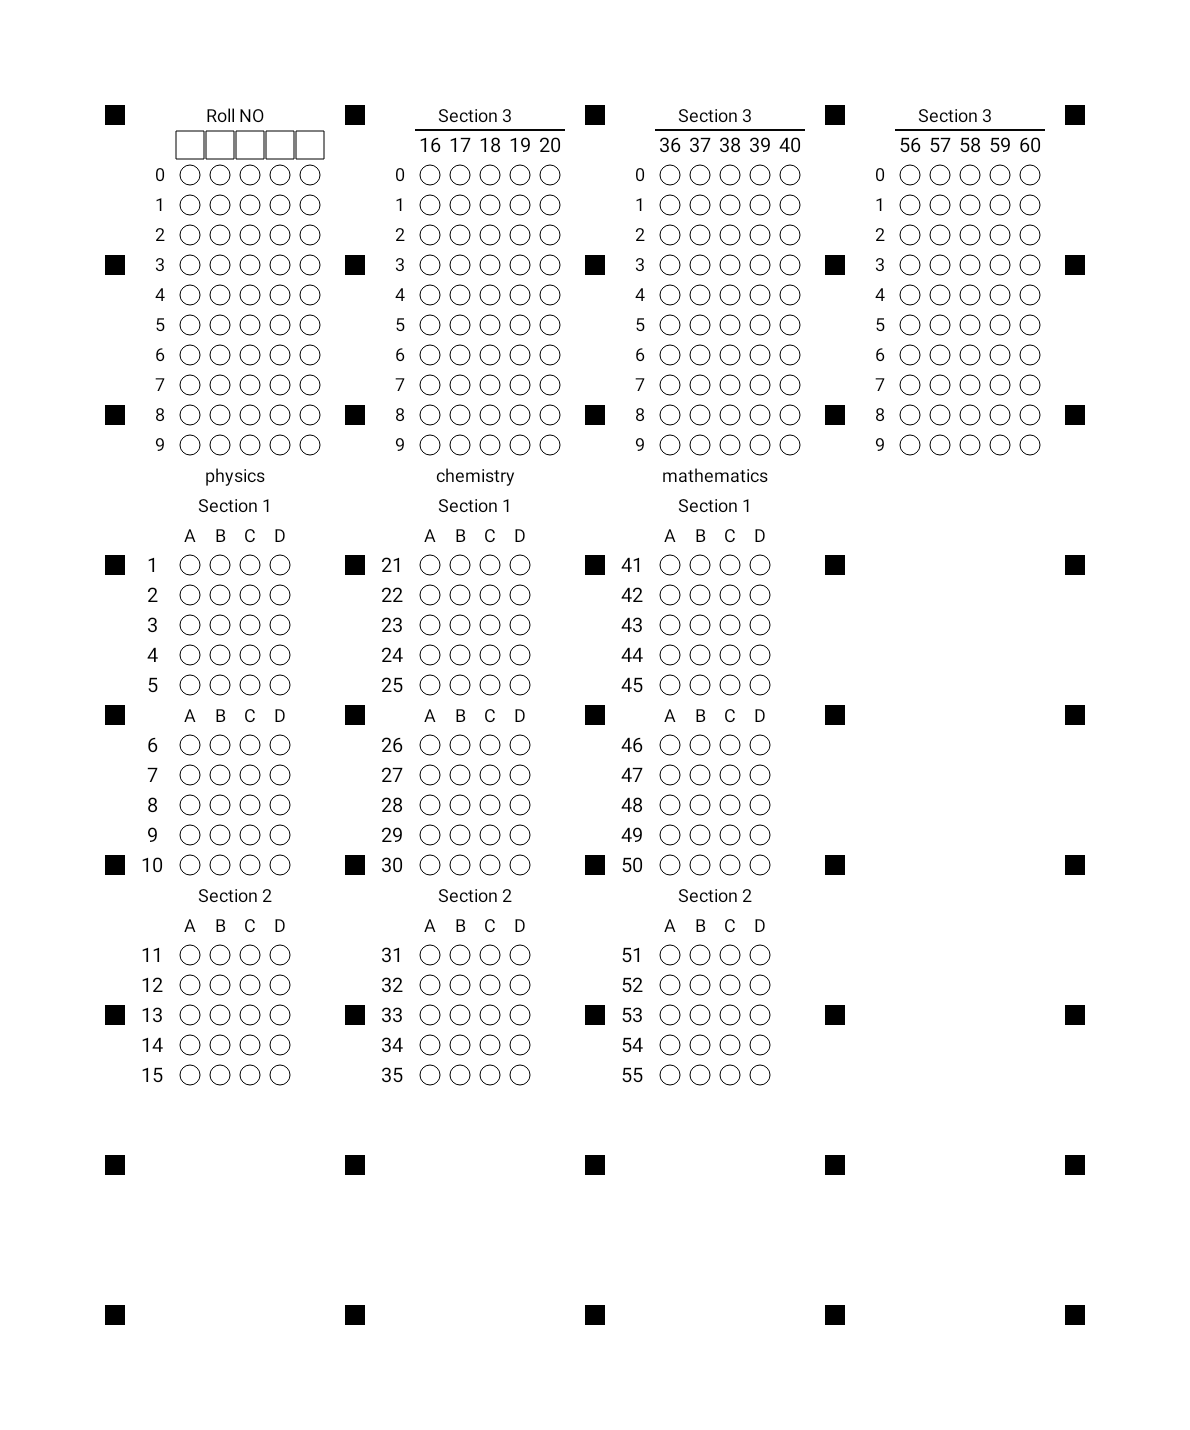 Roll NO Section 3 Section 3 Section 3
16 17 18 19 20 36 37 38 39 40 56 57 58 59 60
0 0 0 0
1 1 1 1
2 2 2 2
3 3 3 3
4 4 4 4
5 5 5 5
6 6 6 6
7 7 7 7
8 8 8 8
9 9 9 9
physics chemistry mathematics
Section 1 Section 1 Section 1
A B C D A B C D A B C D
1 21 41
2 22 42
3 23 43
4 24 44
5 25 45
A B C D A B C D A B C D
6 26 46
7 27 47
8 28 48
9 29 49
10 30 50
Section 2 Section 2 Section 2
A B C D A B C D A B C D
11 31 51
12 32 52
13 33 53
14 34 54
15 35 55